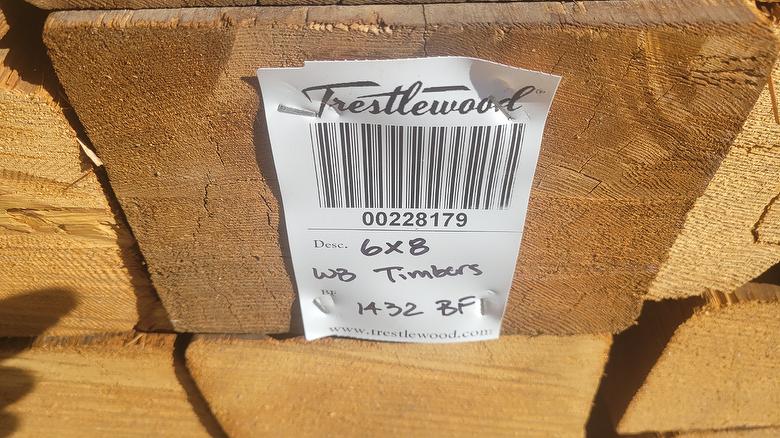 Trestlewood
00228179
Desc. 6x8
WB Timbers
BF
1432 BF
www.trestlewood.com